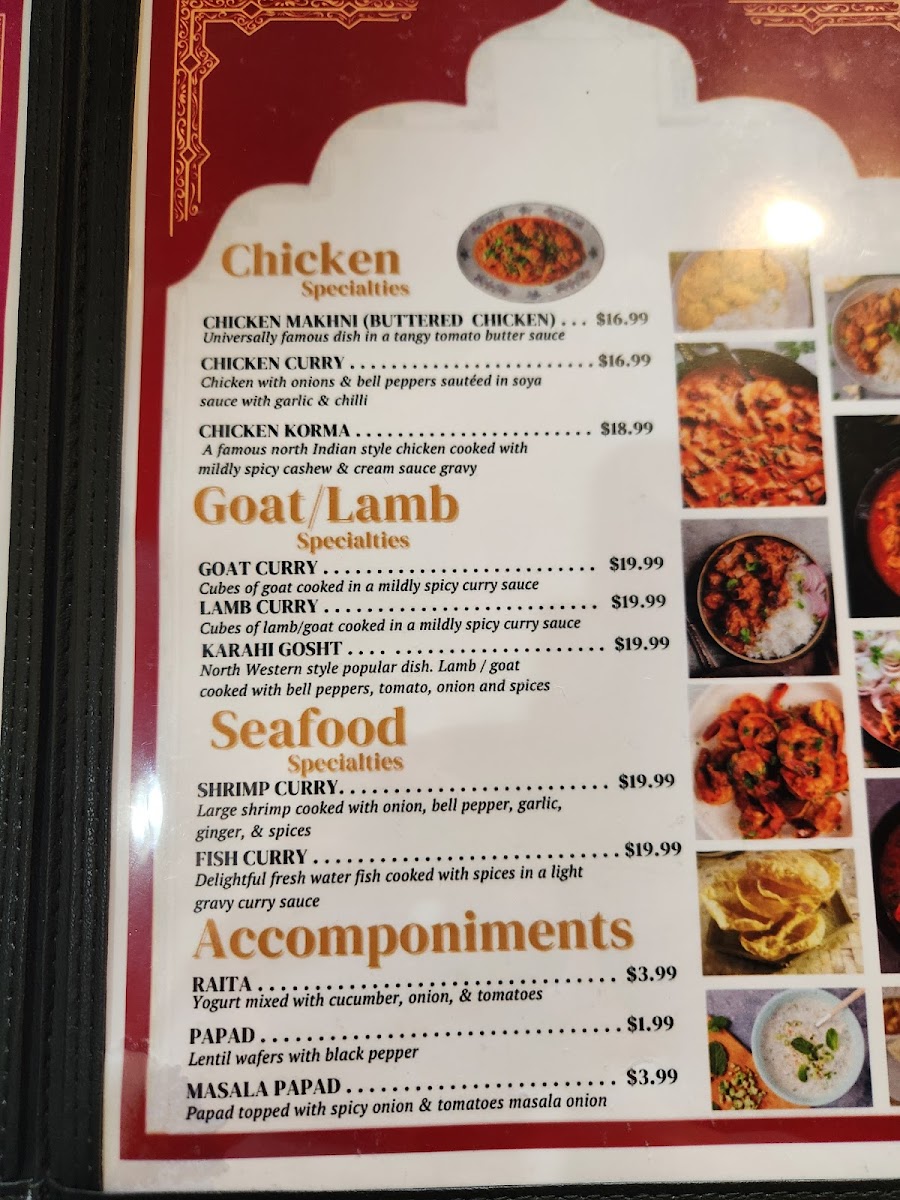 Chicken
Specialties
CHICKEN MAKHNI (BUTTERED CHICKEN) . . . $16.99
Universally famous dish in a tangy tomato butter sauce
CHICKEN CURRY . . . . . . . . . . . . . . . . . . . . . . . . . $16.99
Chicken with onions & bell peppers sautéed in soya
sauce with garlic & chilli
CHICKEN KORMA . . . . . . . . . . . . . . . . . . . . . . . . $18.99
A famous north Indian style chicken cooked with
mildly spicy cashew & cream sauce gravy
Goat/Lamb
Specialties
GOAT CURRY . . . . . . . . . . . . . . . . . . . . . . . . . . . $19.99
Cubes of goat cooked in a mildly spicy curry sauce
LAMB CURRY . . . . . . . . . . . . . . . . . . . . . . . . . . . $19.99
Cubes of lamb/goat cooked in a mildly spicy curry sauce
KARAHI GOSHT . . . . . . . . . . . . . . . . . . . . . . . . . $19.99
North Western style popular dish. Lamb / goat
cooked with bell peppers, tomato, onion and spices
Seafood
Specialties
SHRIMP CURRY. . . . . . . . . . . . . . . . . . . . . . . . . . . $19.99
Large shrimp cooked with onion, bell pepper, garlic,
ginger, & spices
FISH CURRY . . . . . . . . . . . . . . . . . . . . . . . . . . . . . . $19.99
Delightful fresh water fish cooked with spices in a light
gravy curry sauce
Accomponiments
RAITA . . . . . . . . . . . . . . . . . . . . . . . . . . . . . . . . . . . $3.99
Yogurt mixed with cucumber, onion, & tomatoes
PAPAD . . . . . . . . . . . . . . . . . . . . . . . . . . . . . . . . . . . $1.99
Lentil wafers with black pepper
MASALA PAPAD . . . . . . . . . . . . . . . . . . . . . . . . . . $3.99
Papad topped with spicy onion & tomatoes masala onion